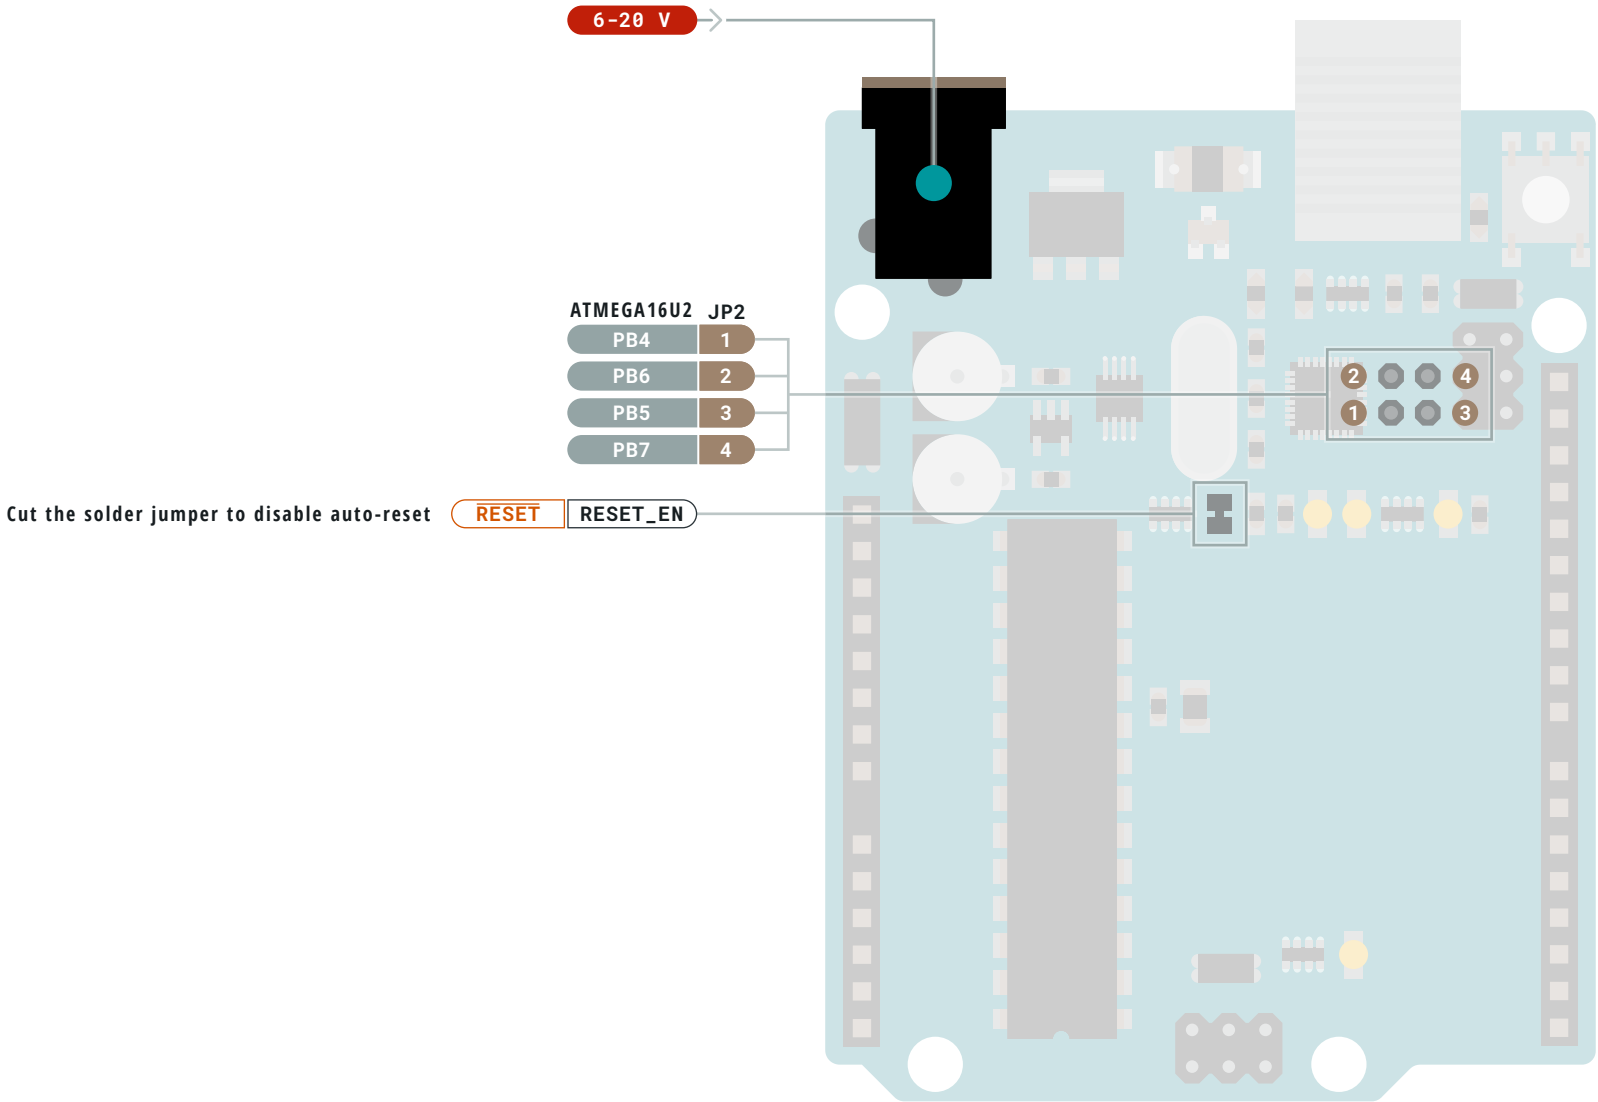 6-20 V
ATMEGA16U2 JP2
PB4 1
PB6 2
PB5 3
PB7 4
2 4
1 3
Cut the solder jumper to disable auto-reset RESET RESET_EN